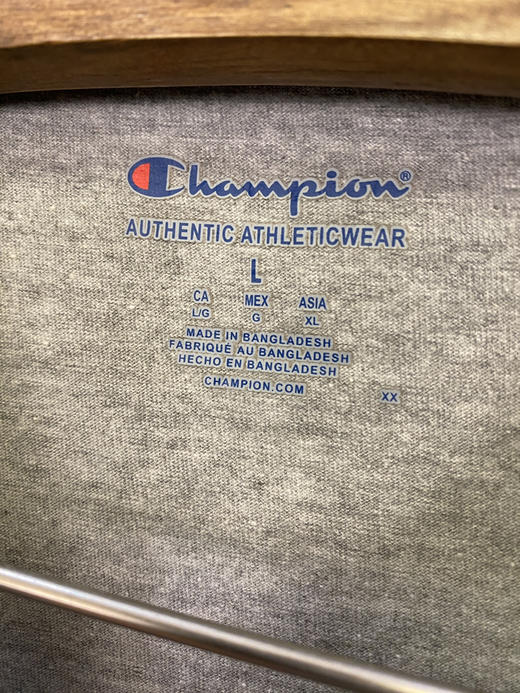 Champion®
AUTHENTIC ATHLETICWEAR
L
CA MEX ASIA
L/G G XL
MADE IN BANGLADESH
FABRIQUÉ AU BANGLADESH
HECHO EN BANGLADESH
CHAMPION.COM
XX